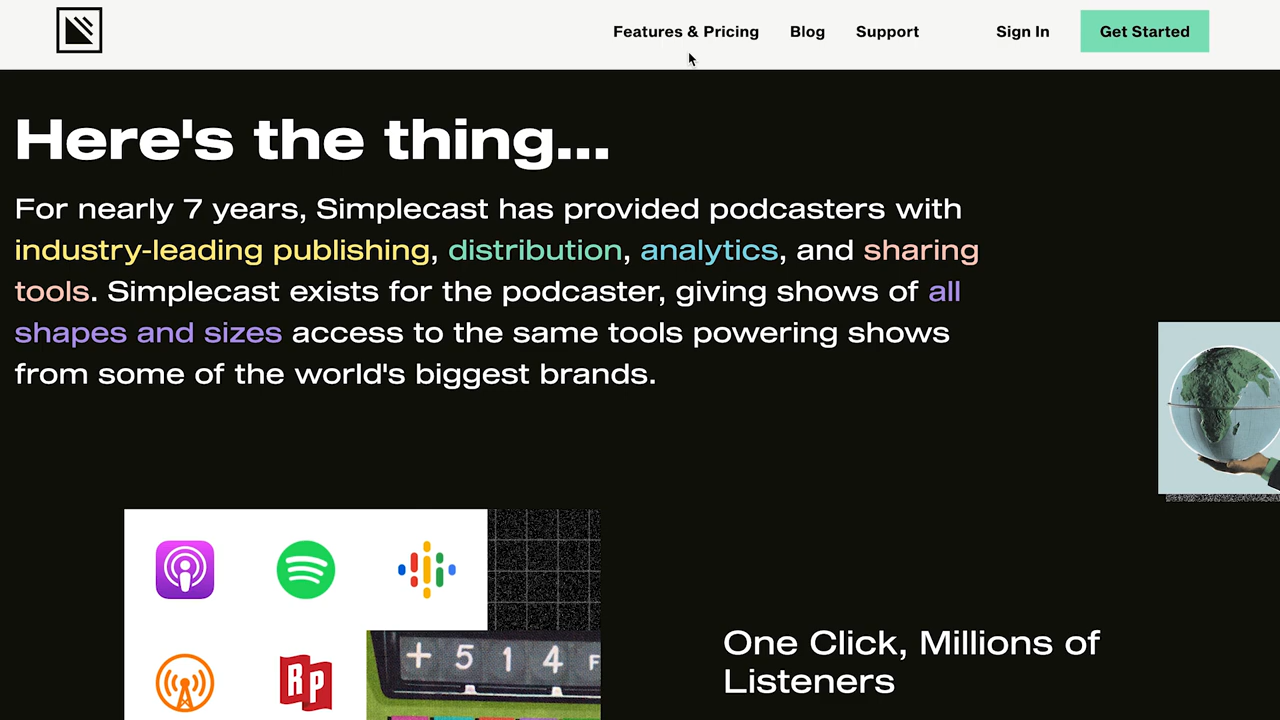 Features & Pricing
Blog
Support
Sign In
Get Started
Here's the thing...
For nearly 7 years, Simplecast has provided podcasters with
industry-leading publishing, distribution, analytics, and sharing
tools. Simplecast exists for the podcaster, giving shows of all
shapes and sizes access to the same tools powering shows
from some of the world's biggest brands.
+ 5 1 4 F
RP
One Click, Millions of
Listeners